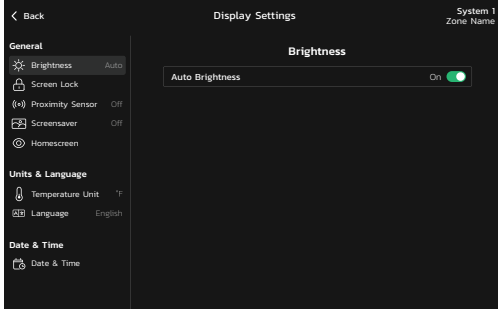 Back
Display Settings
System 1
Zone Name
General
Brightness Auto
Screen Lock
Proximity Sensor Off
Screensaver Off
Homescreen
Units & Language
Temperature Unit °F
Language English
Date & Time
Date & Time
Brightness
Auto Brightness On